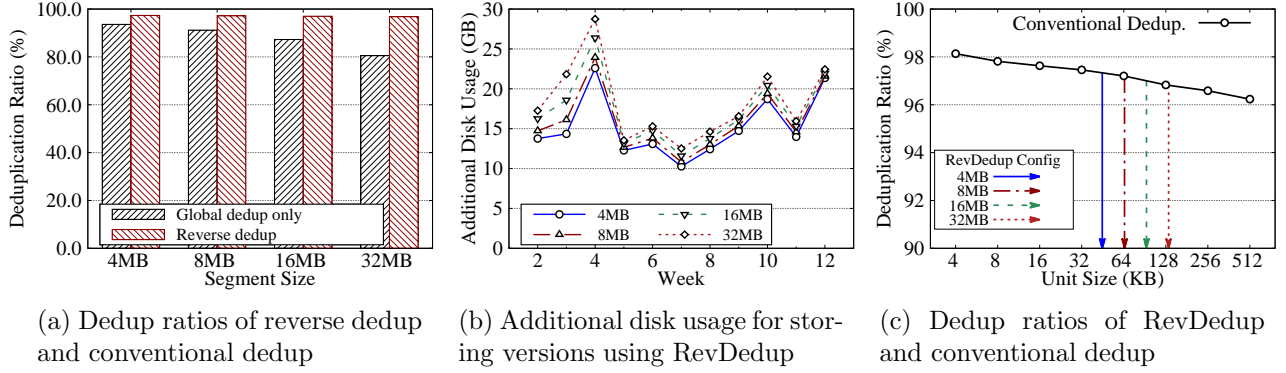 100.0
80.0
60.0
40.0
20.0
0.0
Deduplication Ratio (%)
Global dedup only
Reverse dedup
4MB 8MB 16MB 32MB
Segment Size
(a) Dedup ratios of reverse dedup
and conventional dedup
30
25
20
15
10
5
0
Additional Disk Usage (GB)
4MB 16MB
8MB 32MB
2 4 6 8 10 12
Week
(b) Additional disk usage for stor-
ing versions using RevDedup
100
98
96
94
92
90
Deduplication Ratio (%)
Conventional Dedup.
RevDedup Config
4MB
8MB
16MB
32MB
4 8 16 32 64 128 256 512
Unit Size (KB)
(c) Dedup ratios of RevDedup
and conventional dedup